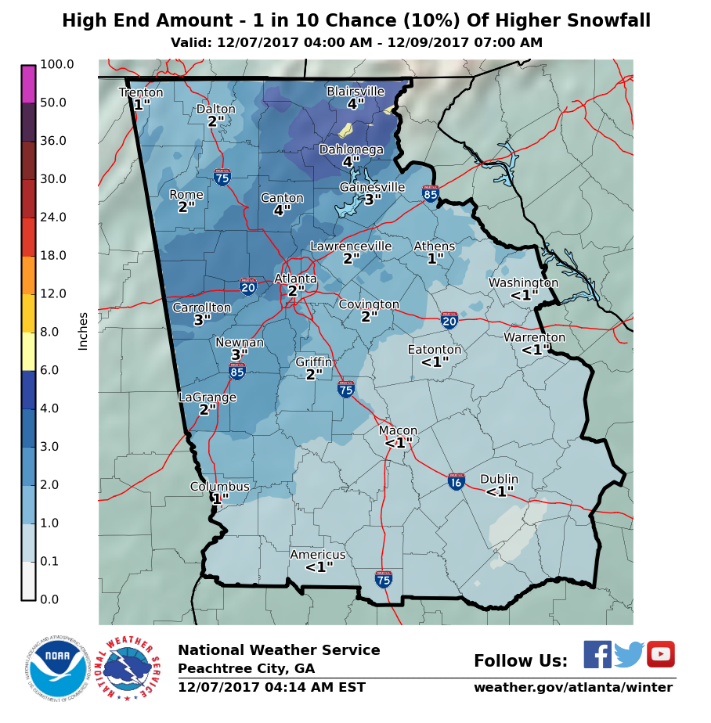 High End Amount - 1 in 10 Chance (10%) Of Higher Snowfall
Valid: 12/07/2017 04:00 AM - 12/09/2017 07:00 AM
100.0
50.0
36.0
30.0
24.0
18.0
12.0
8.0
6.0
4.0
3.0
2.0
1.0
0.1
0.0
Inches
Trenton
1"
Dalton
2"
Blairsville
4"
Dahlonega
4"
75
Rome
2"
Canton
4"
Gainesville
3"
85
Lawrenceville
2"
Athens
1"
Atlanta
2"
20
Washington
<1"
Carrollton
3"
Covington
2"
20
Newnan
3"
85
Griffin
2"
Eatonton
<1"
Warrenton
<1"
LaGrange
2"
75
Macon
<1"
Columbus
1"
16
Dublin
<1"
Americus
<1"
75
NOAA
NATIONAL WEATHER SERVICE
National Weather Service
Peachtree City, GA
12/07/2017 04:14 AM EST
Follow Us:
weather.gov/atlanta/winter